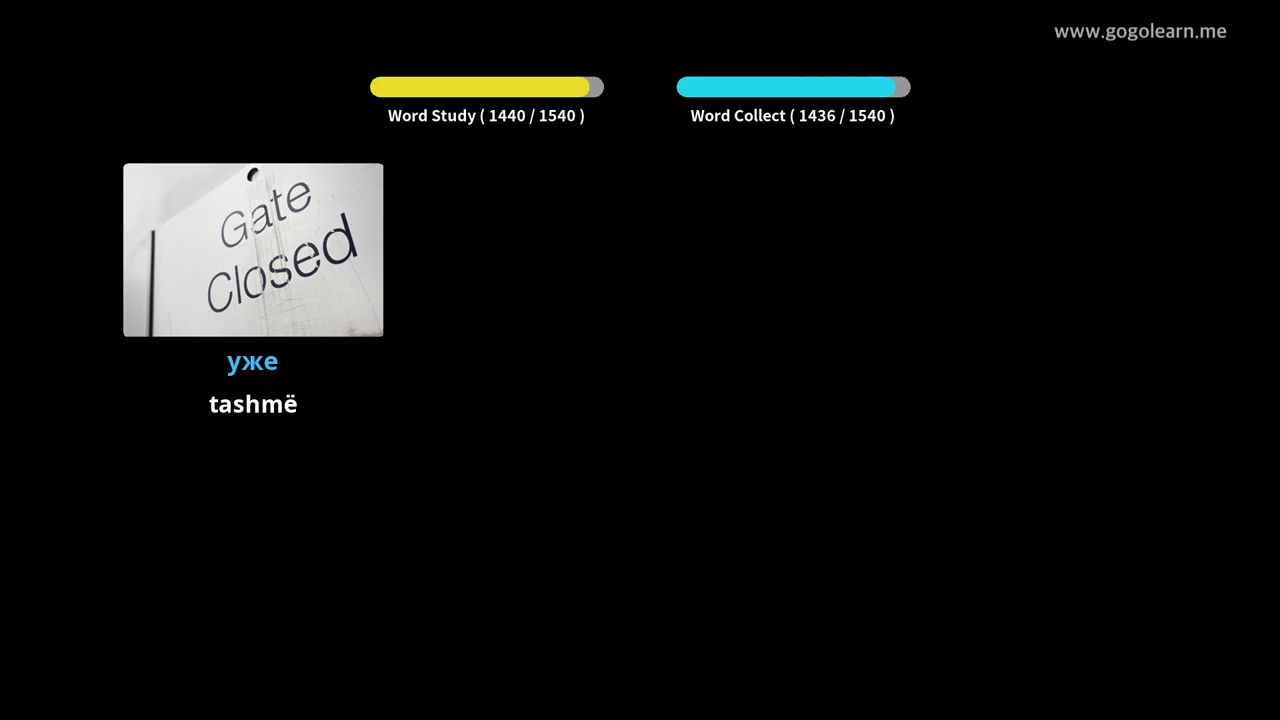 www.gogolearn.me
Word Study ( 1440 / 1540 )
Word Collect ( 1436 / 1540 )
Gate
Closed
уже
tashmë